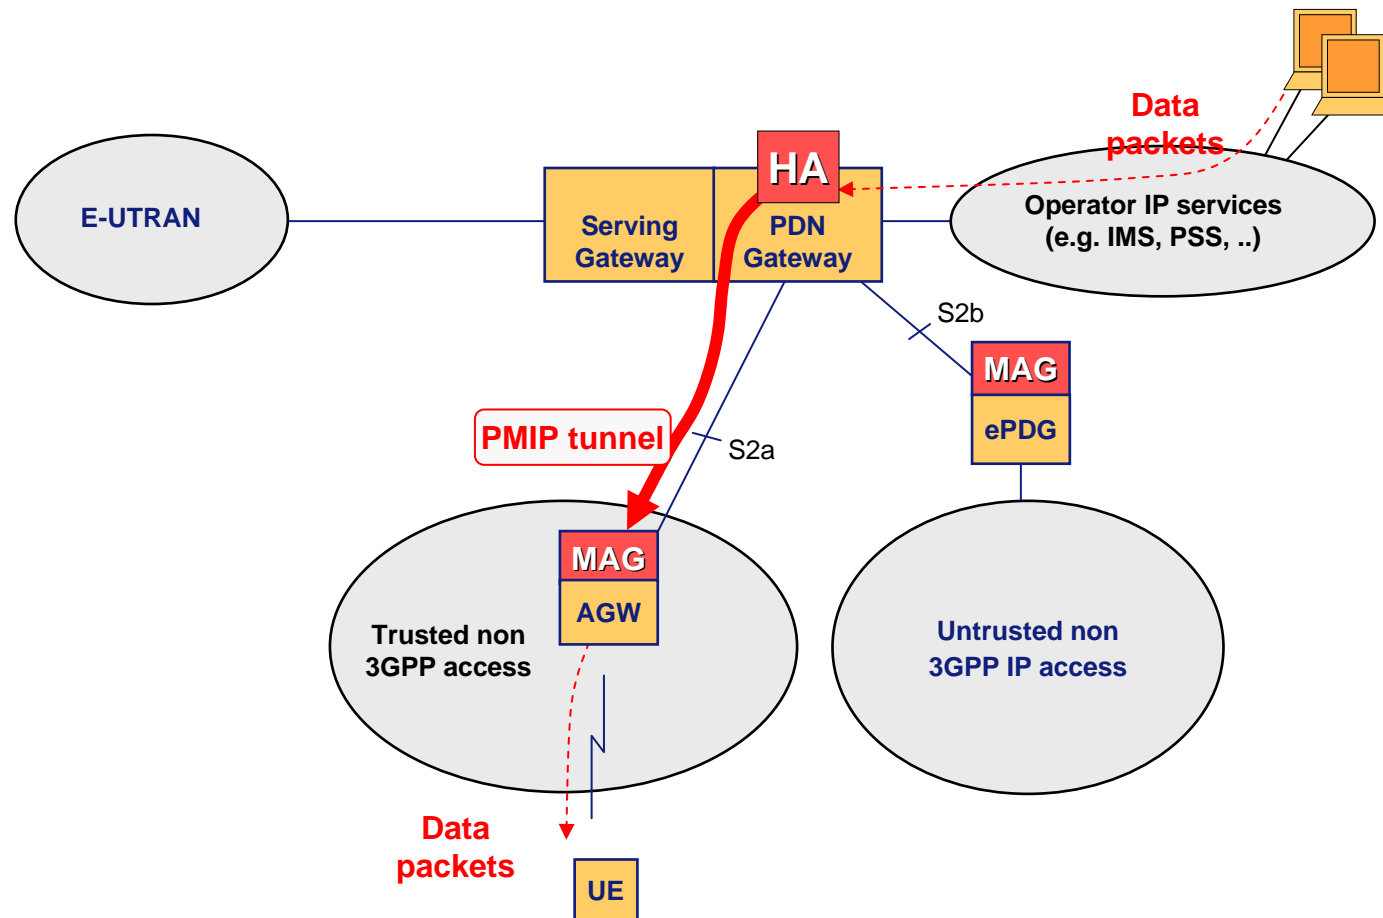 Data
packets
HA
E-UTRAN
Serving
Gateway
PDN
Gateway
Operator IP services
(e.g. IMS, PSS, ..)
S2b
MAG
ePDG
PMIP tunnel
S2a
MAG
AGW
Trusted non
3GPP access
Untrusted non
3GPP IP access
Data
packets
UE